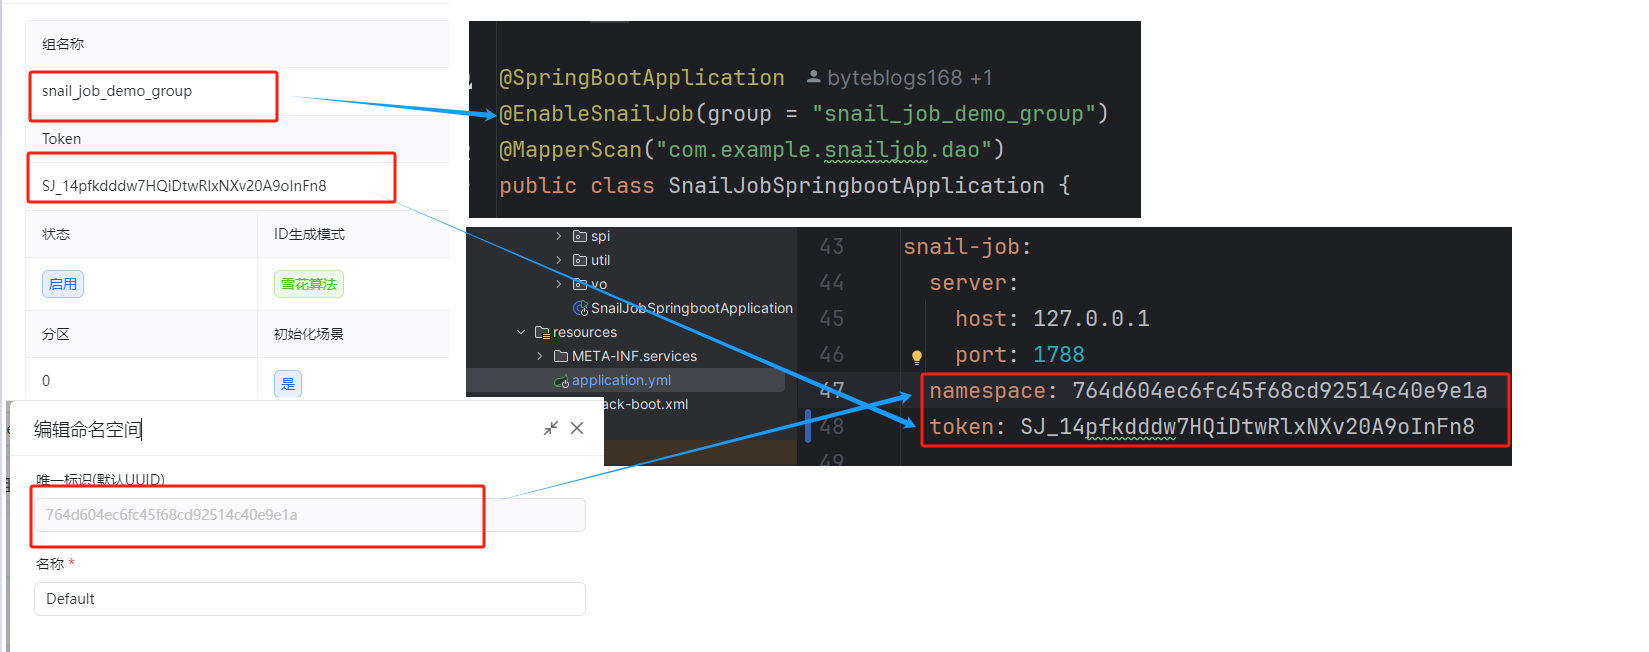 组名称
snail_job_demo_group
Token
SJ_14pfkdddw7HQiDtwRlxNXv20A9oInFn8
状态
ID生成模式
启用
雪花算法
分区
初始化场景
0
是
@SpringBootApplication byteblogs168 +1
@EnableSnailJob(group = "snail_job_demo_group")
@MapperScan("com.example.snailjob.dao")
public class SnailJobSpringbootApplication {
spi
util
vo
SnailJobSpringbootApplication
resources
META-INF.services
application.yml
ack-boot.xml
43 snail-job:
44 server:
45 host: 127.0.0.1
46 port: 1788
47 namespace: 764d604ec6fc45f68cd92514c40e9e1a
48 token: SJ_14pfkdddw7HQiDtwRlxNXv20A9oInFn8
49
编辑命名空间
唯一标识(默认UUID)
764d604ec6fc45f68cd92514c40e9e1a
名称 *
Default